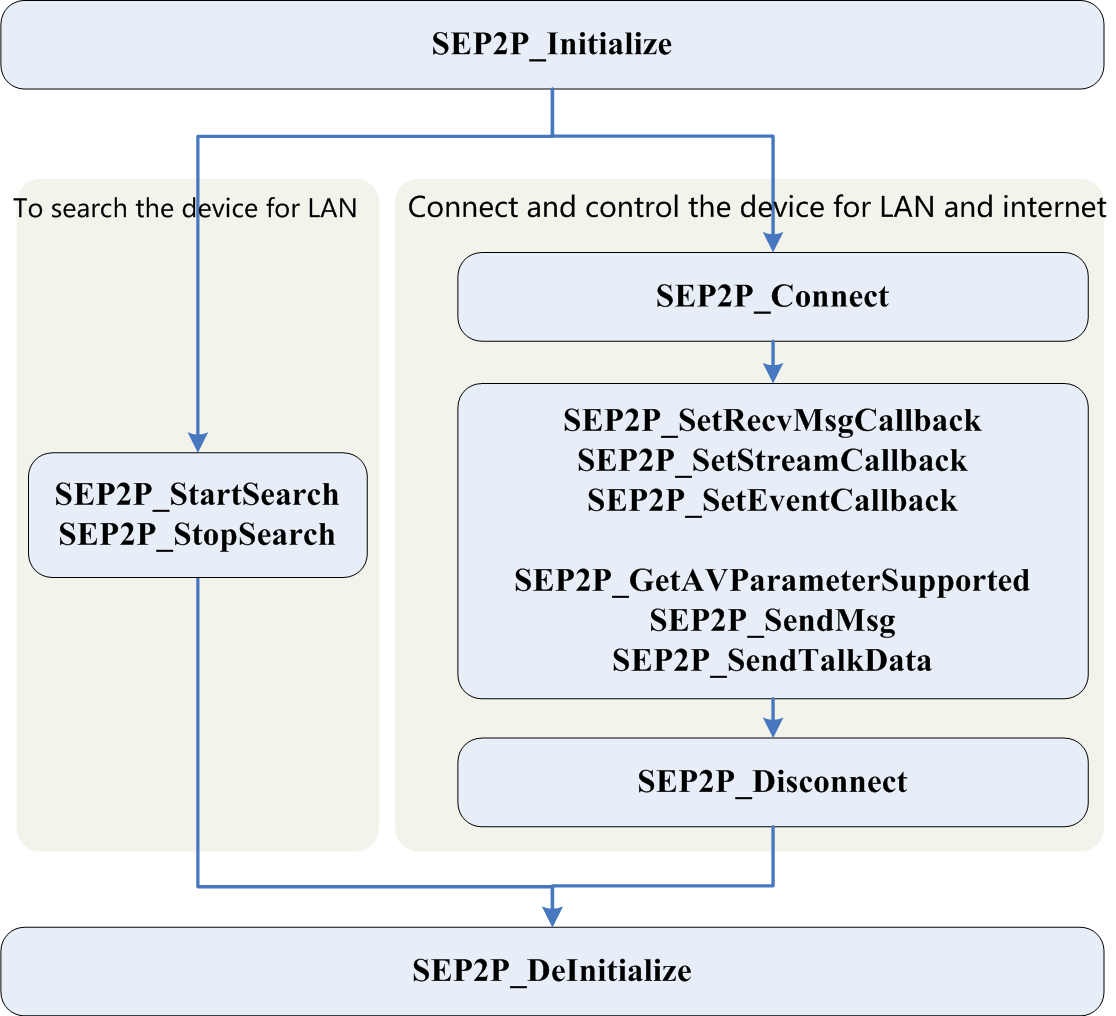 SEP2P_Initialize
To search the device for LAN
SEP2P_StartSearch
SEP2P_StopSearch
Connect and control the device for LAN and internet
SEP2P_Connect
SEP2P_SetRecvMsgCallback
SEP2P_SetStreamCallback
SEP2P_SetEventCallback
SEP2P_GetAVParameterSupported
SEP2P_SendMsg
SEP2P_SendTalkData
SEP2P_Disconnect
SEP2P_DeInitialize